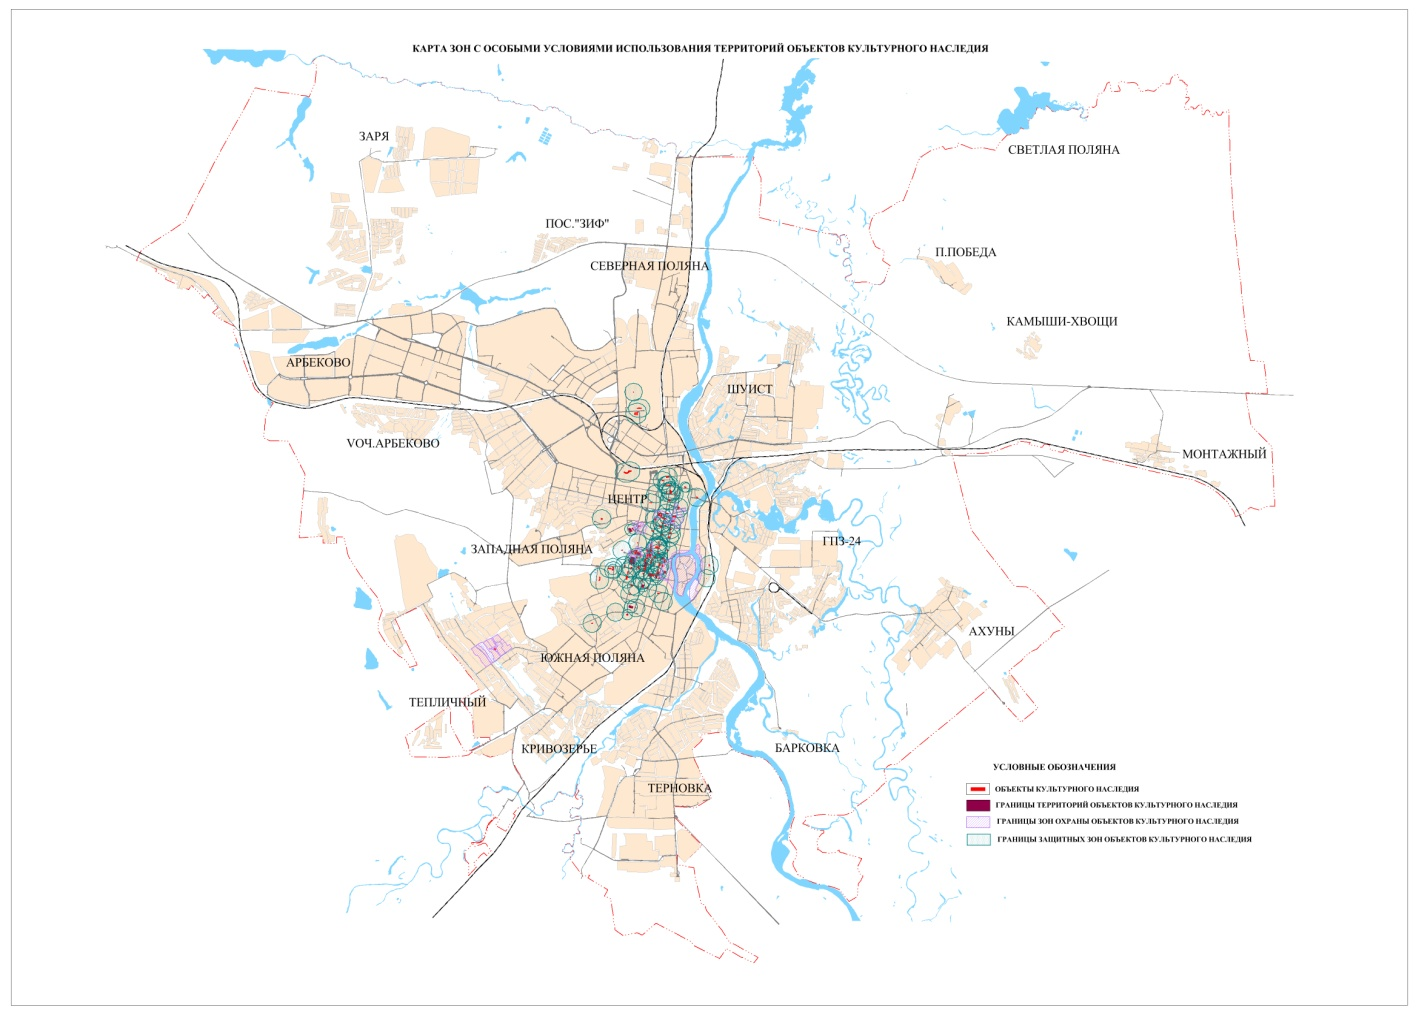 КАРТА ЗОН С ОСОБЫМИ УСЛОВИЯМИ ИСПОЛЬЗОВАНИЯ ТЕРРИТОРИЙ ОБЪЕКТОВ КУЛЬТУРНОГО НАСЛЕДИЯ
ЗАРЯ
СВЕТЛАЯ ПОЛЯНА
ПОС."ЗИФ"
П.ПОБЕДА
СЕВЕРНАЯ ПОЛЯНА
КАМЫШИ-ХВОЩИ
АРБЕКОВО
ШУИСТ
VОЧ.АРБЕКОВО
МОНТАЖНЫЙ
ЦЕНТР
ГПЗ-24
ЗАПАДНАЯ ПОЛЯНА
АХУНЫ
ЮЖНАЯ ПОЛЯНА
ТЕПЛИЧНЫЙ
КРИВОЗЕРЬЕ
БАРКОВКА
ТЕРНОВКА
УСЛОВНЫЕ ОБОЗНАЧЕНИЯ
ОБЪЕКТЫ КУЛЬТУРНОГО НАСЛЕДИЯ
ГРАНИЦЫ ТЕРРИТОРИЙ ОБЪЕКТОВ КУЛЬТУРНОГО НАСЛЕДИЯ
ГРАНИЦЫ ЗОН ОХРАНЫ ОБЪЕКТОВ КУЛЬТУРНОГО НАСЛЕДИЯ
ГРАНИЦЫ ЗАЩИТНЫХ ЗОН ОБЪЕКТОВ КУЛЬТУРНОГО НАСЛЕДИЯ